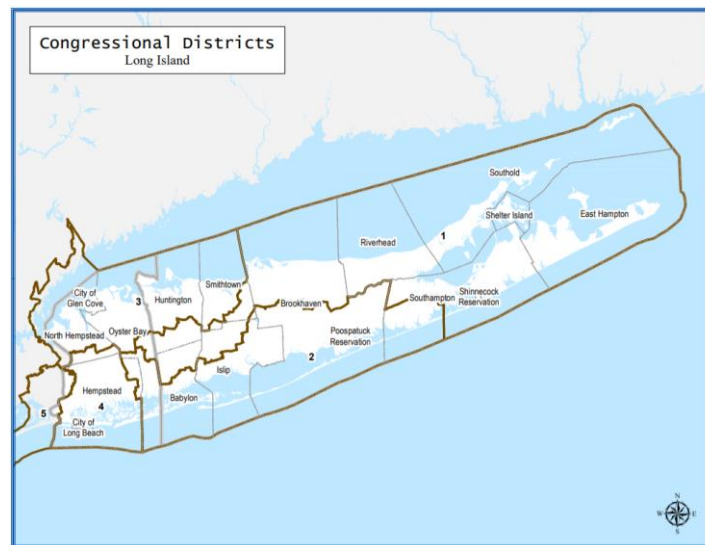 Congressional Districts
Long Island
Southold
Shelter Island
East Hampton
1
Riverhead
Shinnecock
Reservation
Southampton
Smithtown
Huntington
3
City of
Glen Cove
Brookhaven
Oyster Bay
North Hempstead
Poospatuck
Reservation
2
Islip
Hempstead
Babylon
4
5
City of
Long Beach
N
W
E
S